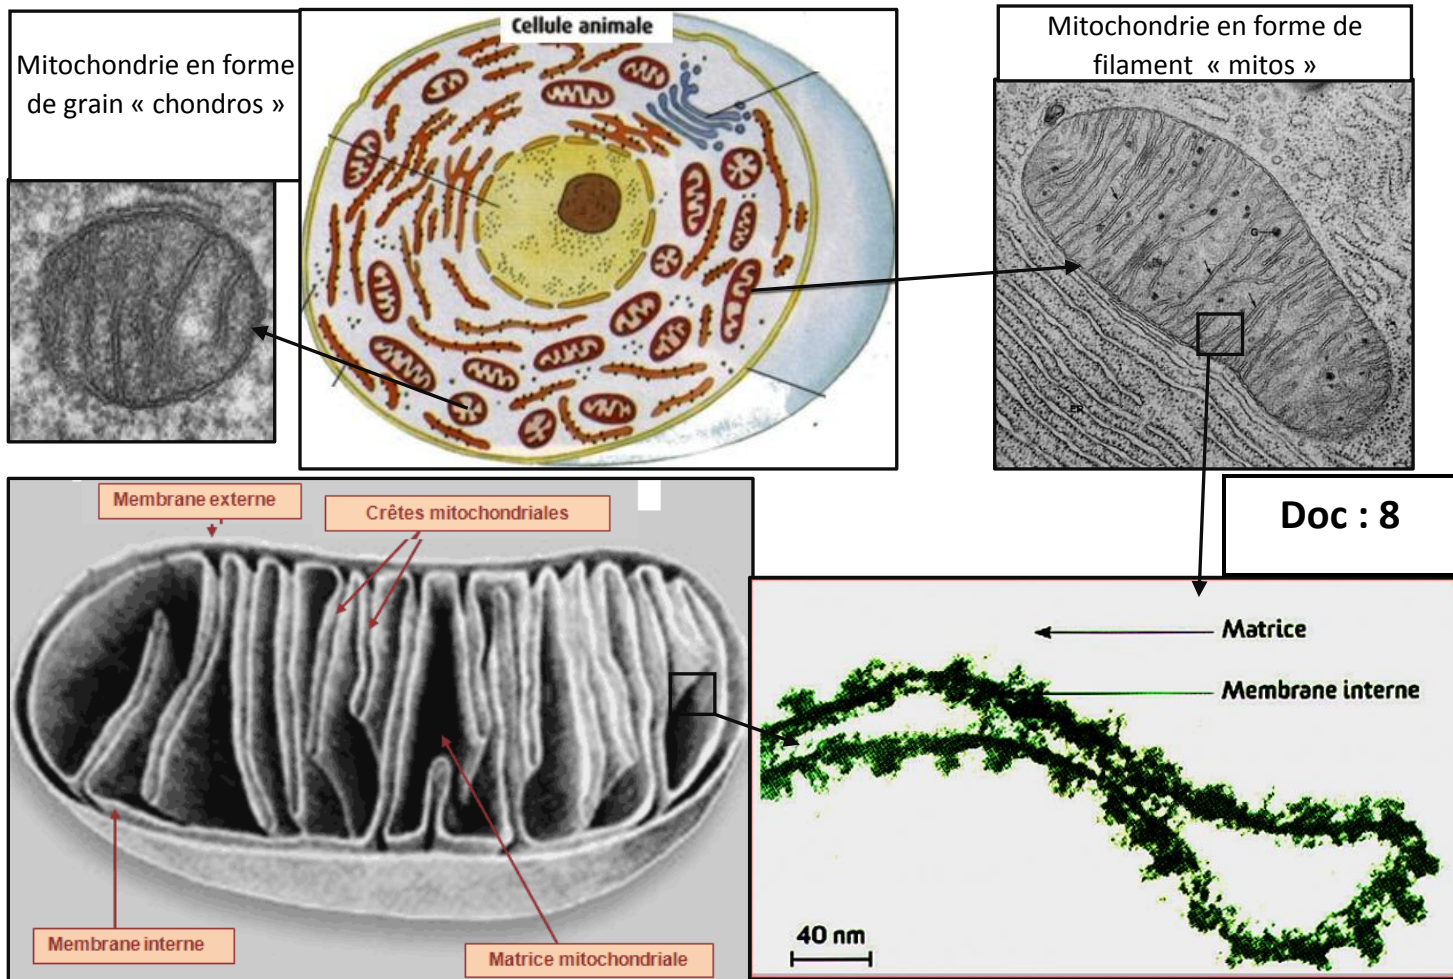 Mitochondrie en forme
de grain « chondros »
Cellule animale
Mitochondrie en forme de
filament « mitos »
G
ER
Membrane externe
Crêtes mitochondriales
Membrane interne
Matrice mitochondriale
Doc : 8
Matrice
Membrane interne
40 nm